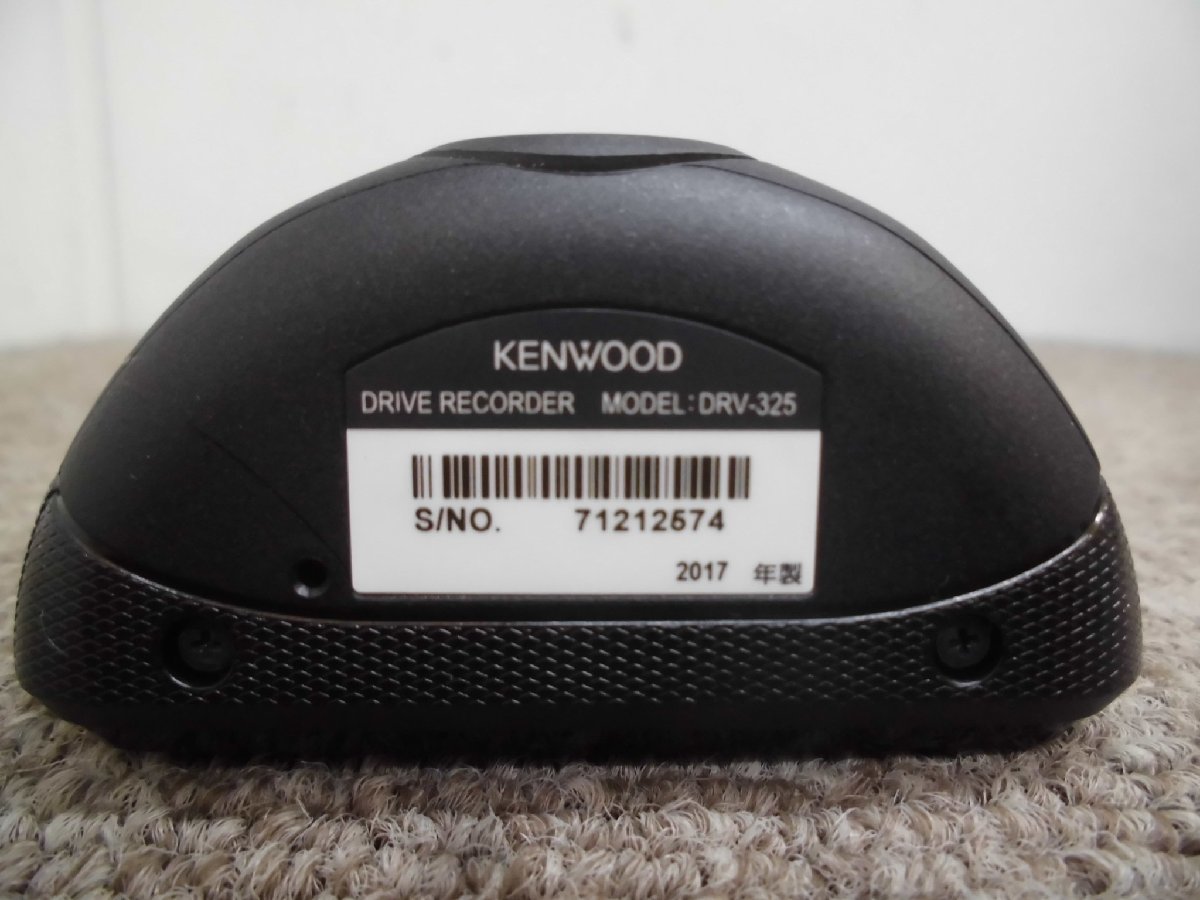 KENWOOD
DRIVE RECORDER MODEL: DRV-325
S/NO. 71212574
2017 年製